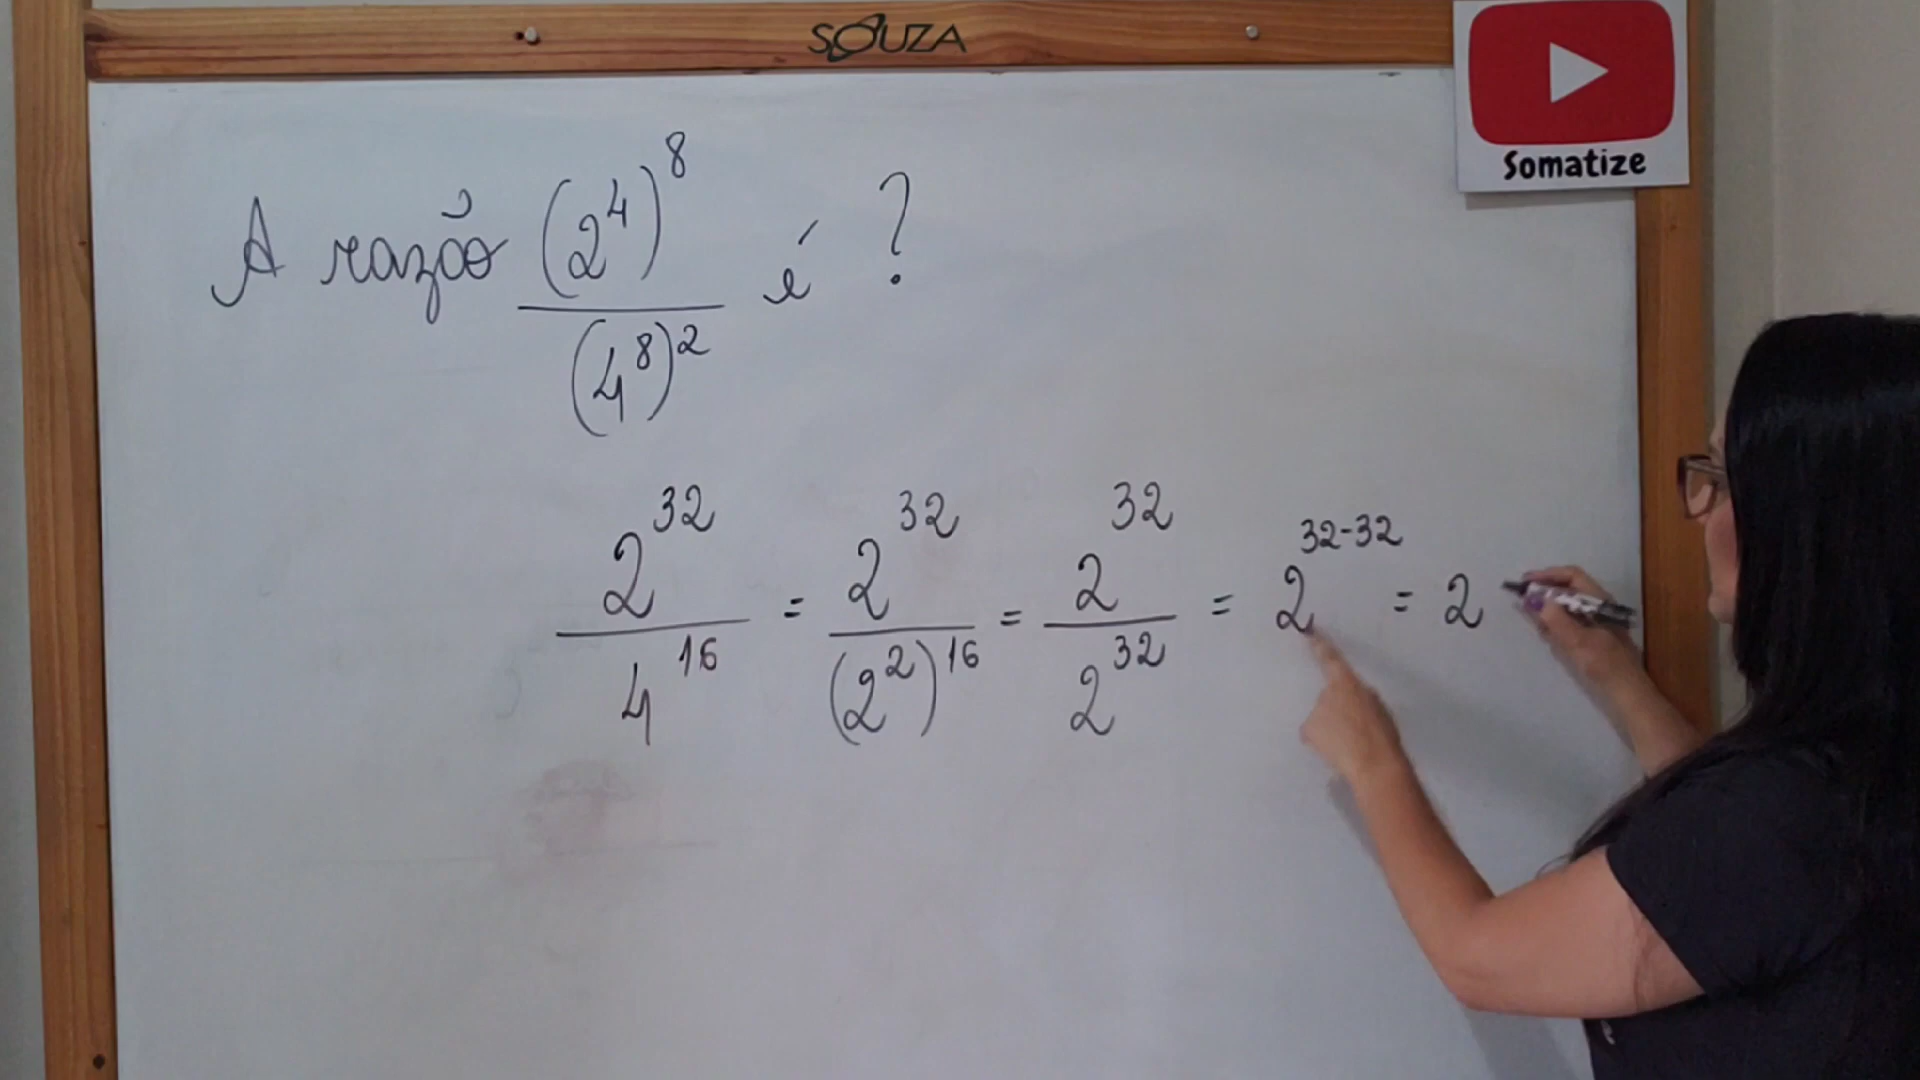 SOUZA
Somatize
A razão (2⁴)⁸/(4⁸)² é ?
2³²/4¹⁶ = 2³²/(2²)¹⁶ = 2³²/2³² = 2³²⁻³² = 2